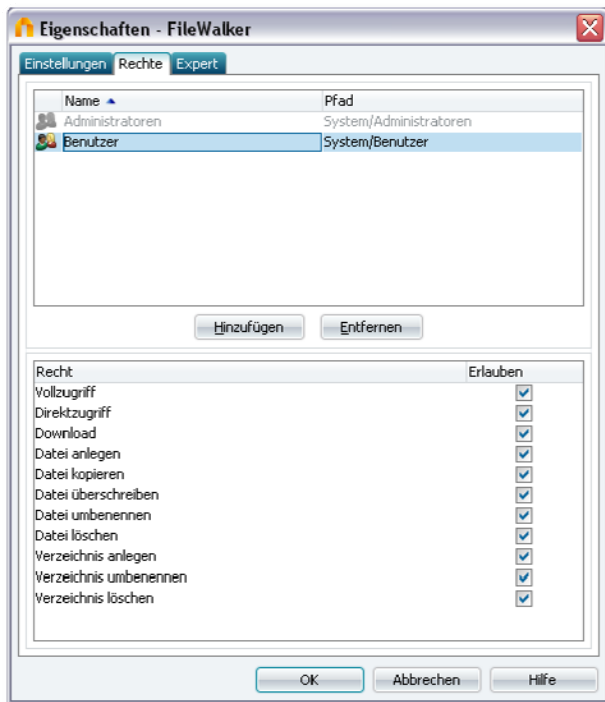 Eigenschaften - FileWalker
Einstellungen Rechte Expert
Name Pfad
Administratoren System/Administratoren
Benutzer System/Benutzer
Hinzufügen Entfernen
Recht Erlauben
Vollzugriff
Direktzugriff
Download
Datei anlegen
Datei kopieren
Datei überschreiben
Datei umbenennen
Datei löschen
Verzeichnis anlegen
Verzeichnis umbenennen
Verzeichnis löschen
OK Abbrechen Hilfe